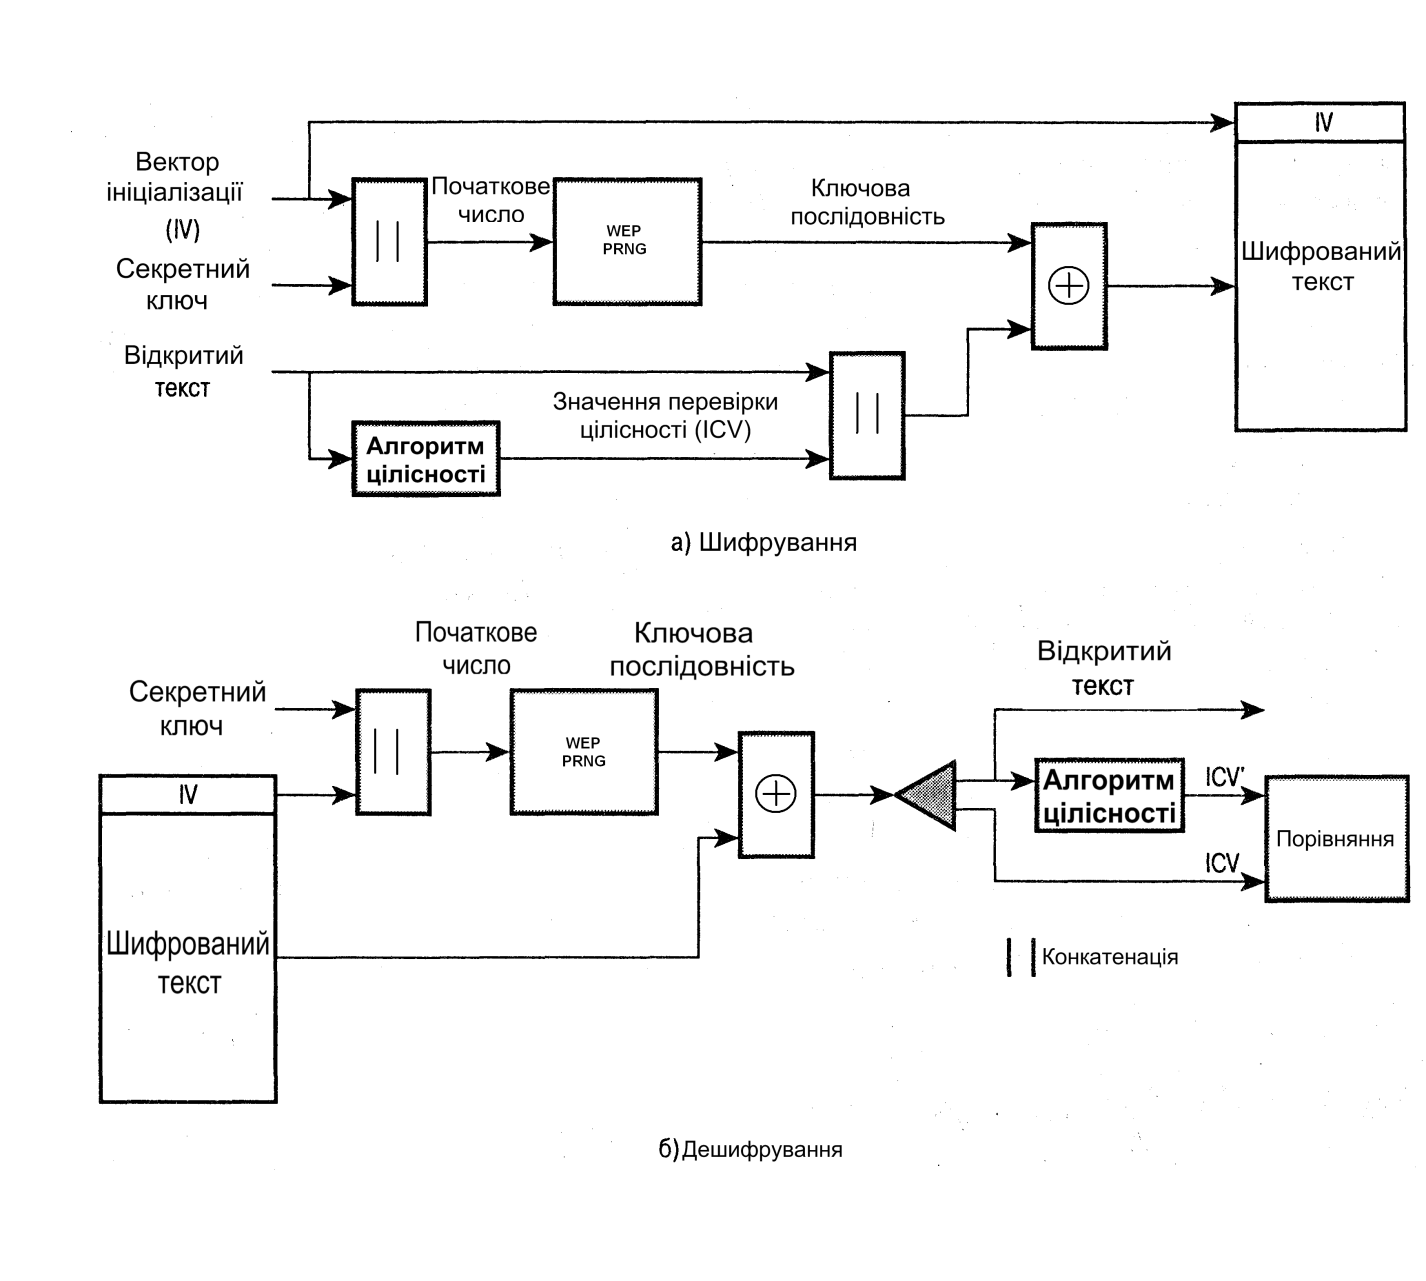 IV
Вектор
ініціалізації
(IV)
Початкове
число
WEP
PRNG
Ключова
послідовність
Шифрований
текст
Секретний
ключ
Відкритий
текст
Значення перевірки
цілісності (ICV)
Алгоритм
цілісності
а) Шифрування
Початкове
число
Ключова
послідовність
Відкритий
текст
Секретний
ключ
WEP
PRNG
IV
Алгоритм
цілісності
ICV'
ICV
Порівняння
Шифрований
текст
Конкатенація
б) Дешифрування